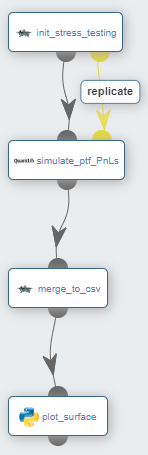 init_stress_testing
replicate
QuantLib simulate_ptf_PnLs
merge_to_csv
plot_surface